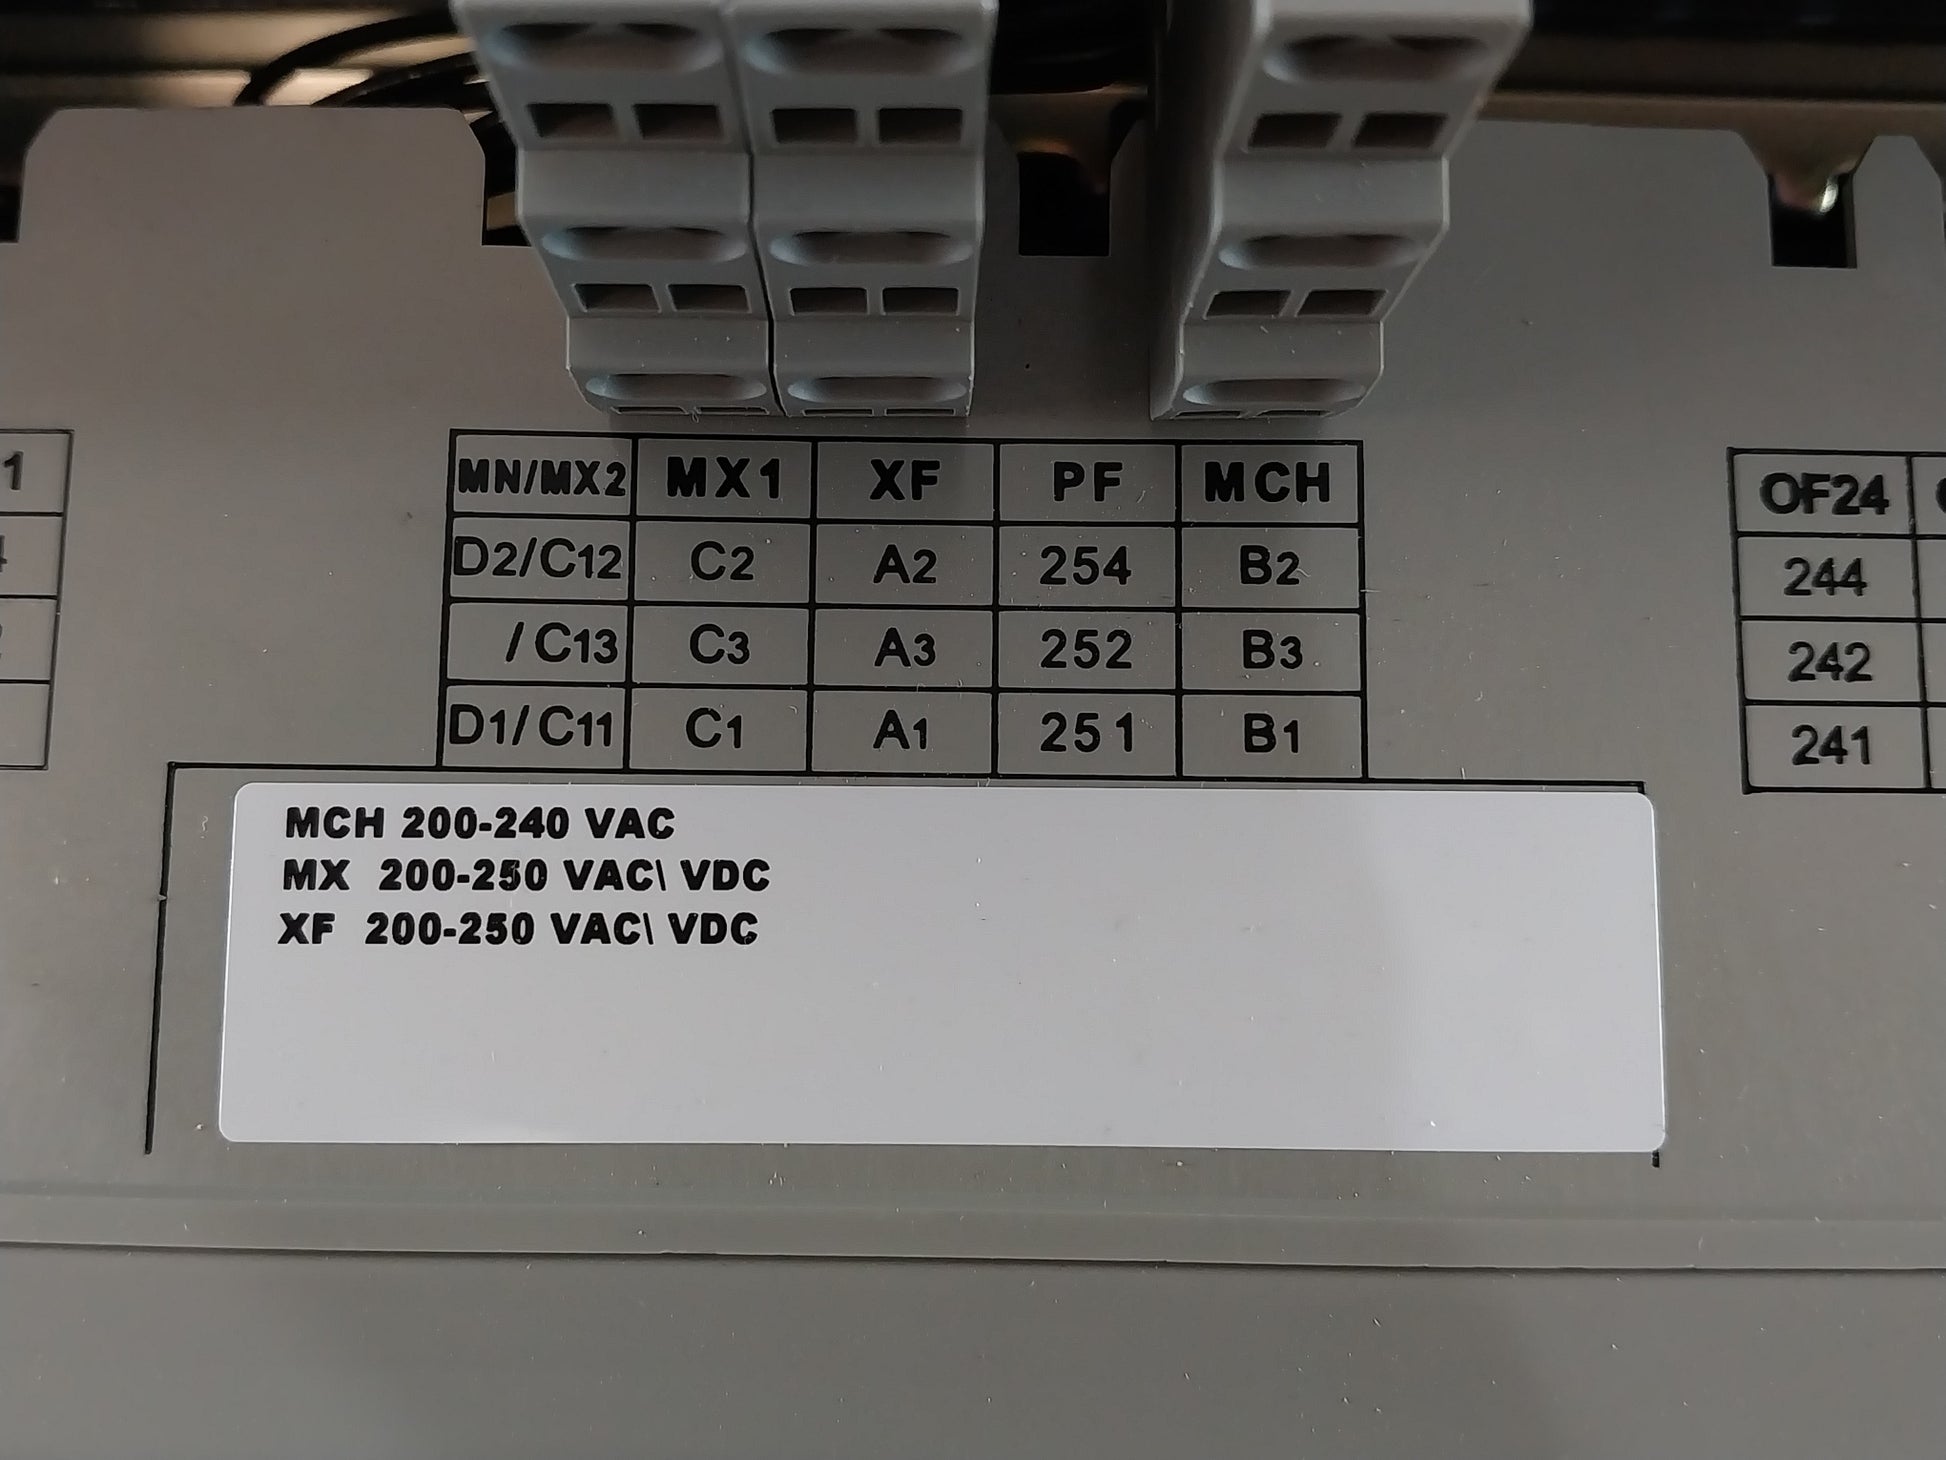 1
MN/MX2 MX1 XF PF MCH
D2/C12 C2 A2 254 B2
/C13 C3 A3 252 B3
D1/C11 C1 A1 251 B1
OF24
244
242
241
MCH 200-240 VAC
MX 200-250 VAC\ VDC
XF 200-250 VAC\ VDC